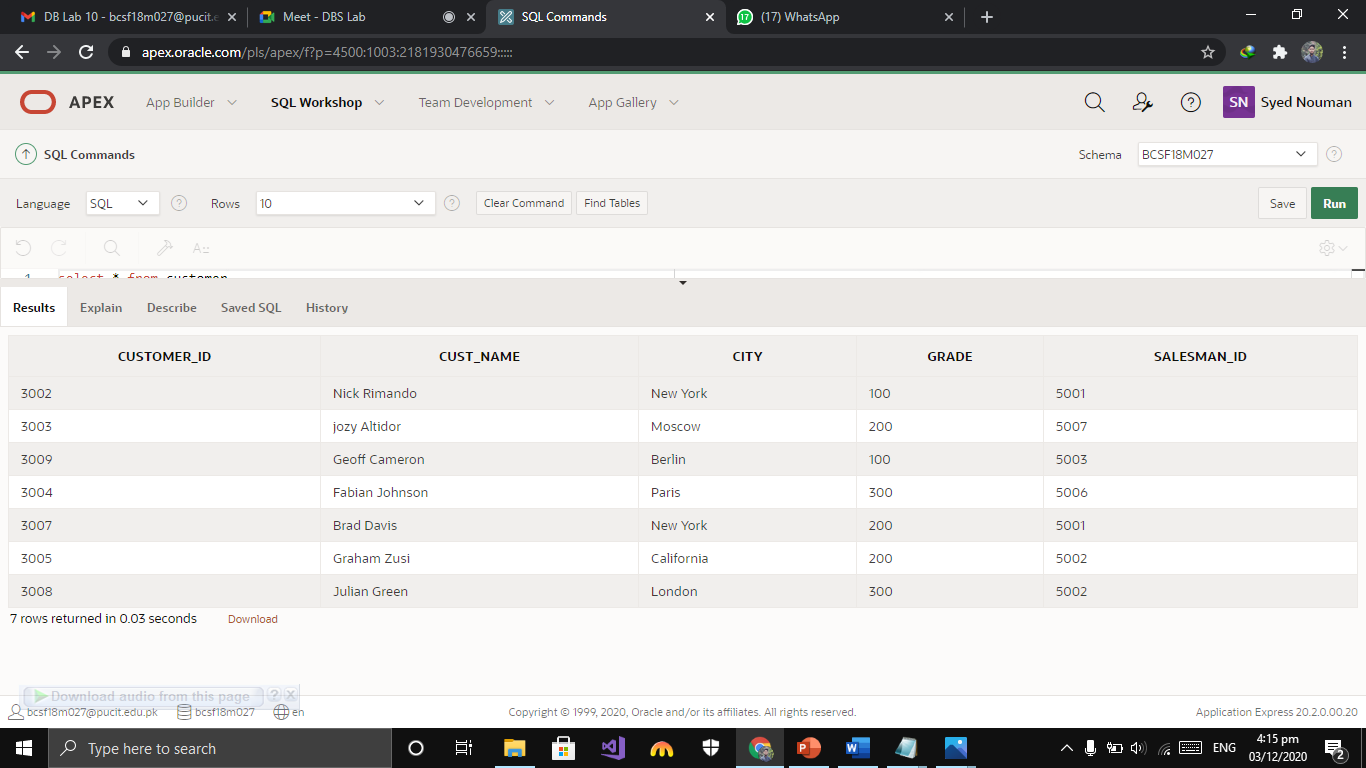 DB Lab 10 - bcsf18m027@pucit.e
Meet - DBS Lab
SQL Commands
(17) WhatsApp
apex.oracle.com/pls/apex/f?p=4500:1003:2181930476659:::::
APEX App Builder SQL Workshop Team Development App Gallery SN Syed Nouman
SQL Commands Schema BCSF18M027
Language SQL Rows 10 Clear Command Find Tables Save Run
1 select * from customer
Results Explain Describe Saved SQL History
CUSTOMER_ID CUST_NAME CITY GRADE SALESMAN_ID
3002 Nick Rimando New York 100 5001
3003 jozy Altidor Moscow 200 5007
3009 Geoff Cameron Berlin 100 5003
3004 Fabian Johnson Paris 300 5006
3007 Brad Davis New York 200 5001
3005 Graham Zusi California 200 5002
3008 Julian Green London 300 5002
7 rows returned in 0.03 seconds Download
Download audio from this page ? X
bcsf18m027@pucit.edu.pk bcsf18m027 en Copyright © 1999, 2020, Oracle and/or its affiliates. All rights reserved. Application Express 20.2.0.00.20
Type here to search ENG 4:15 pm
03/12/2020 2